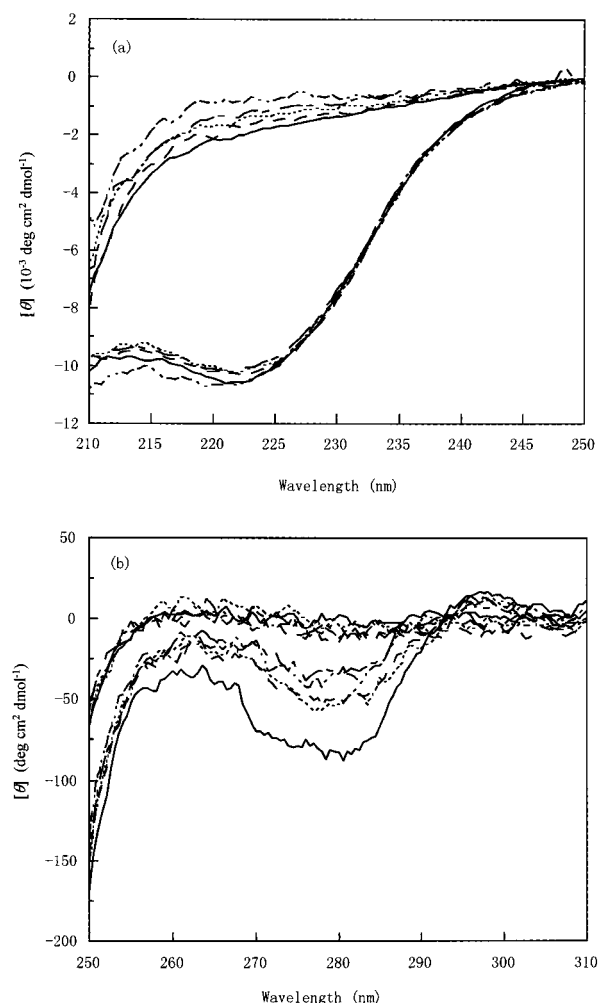 2
(a)
0
-2
-4
-6
-8
-10
-12
[θ] (10⁻³ deg cm² dmol⁻¹)
210 215 220 225 230 235 240 245 250
Wavelength (nm)
50
(b)
0
-50
-100
-150
-200
[θ] (deg cm² dmol⁻¹)
250 260 270 280 290 300 310
Wavelength (nm)